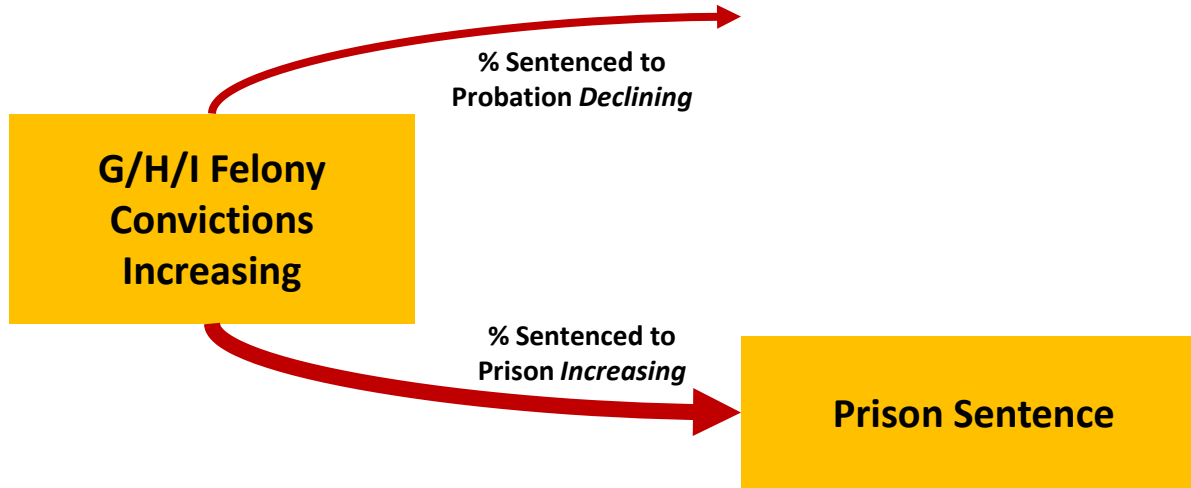 % Sentenced to
Probation Declining
G/H/I Felony
Convictions
Increasing
% Sentenced to
Prison Increasing
Prison Sentence